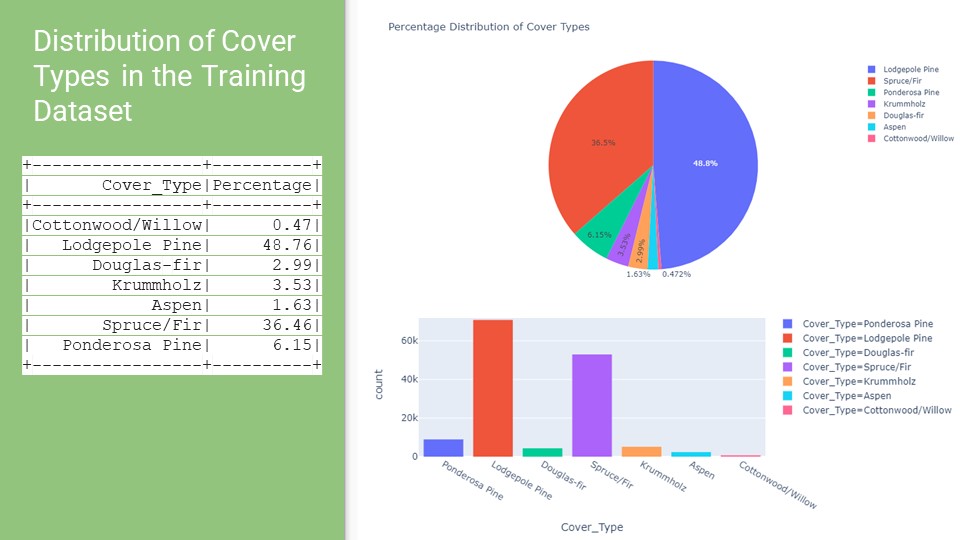 Distribution of Cover
Types in the Training
Dataset
+-----------------+----------+
|       Cover_Type|Percentage|
+-----------------+----------+
|Cottonwood/Willow|      0.47|
|   Lodgepole Pine|     48.76|
|      Douglas-fir|      2.99|
|        Krummholz|      3.53|
|            Aspen|      1.63|
|       Spruce/Fir|     36.46|
|   Ponderosa Pine|      6.15|
+-----------------+----------+
Percentage Distribution of Cover Types
36.5%
48.8%
6.15%
3.53%
2.99%
1.63%
0.472%
Lodgepole Pine
Spruce/Fir
Ponderosa Pine
Krummholz
Douglas-fir
Aspen
Cottonwood/Willow
count
60k
40k
20k
0
Ponderosa Pine
Lodgepole Pine
Douglas-fir
Spruce/Fir
Krummholz
Aspen
Cottonwood/Willow
Cover_Type
Cover_Type=Ponderosa Pine
Cover_Type=Lodgepole Pine
Cover_Type=Douglas-fir
Cover_Type=Spruce/Fir
Cover_Type=Krummholz
Cover_Type=Aspen
Cover_Type=Cottonwood/Willow